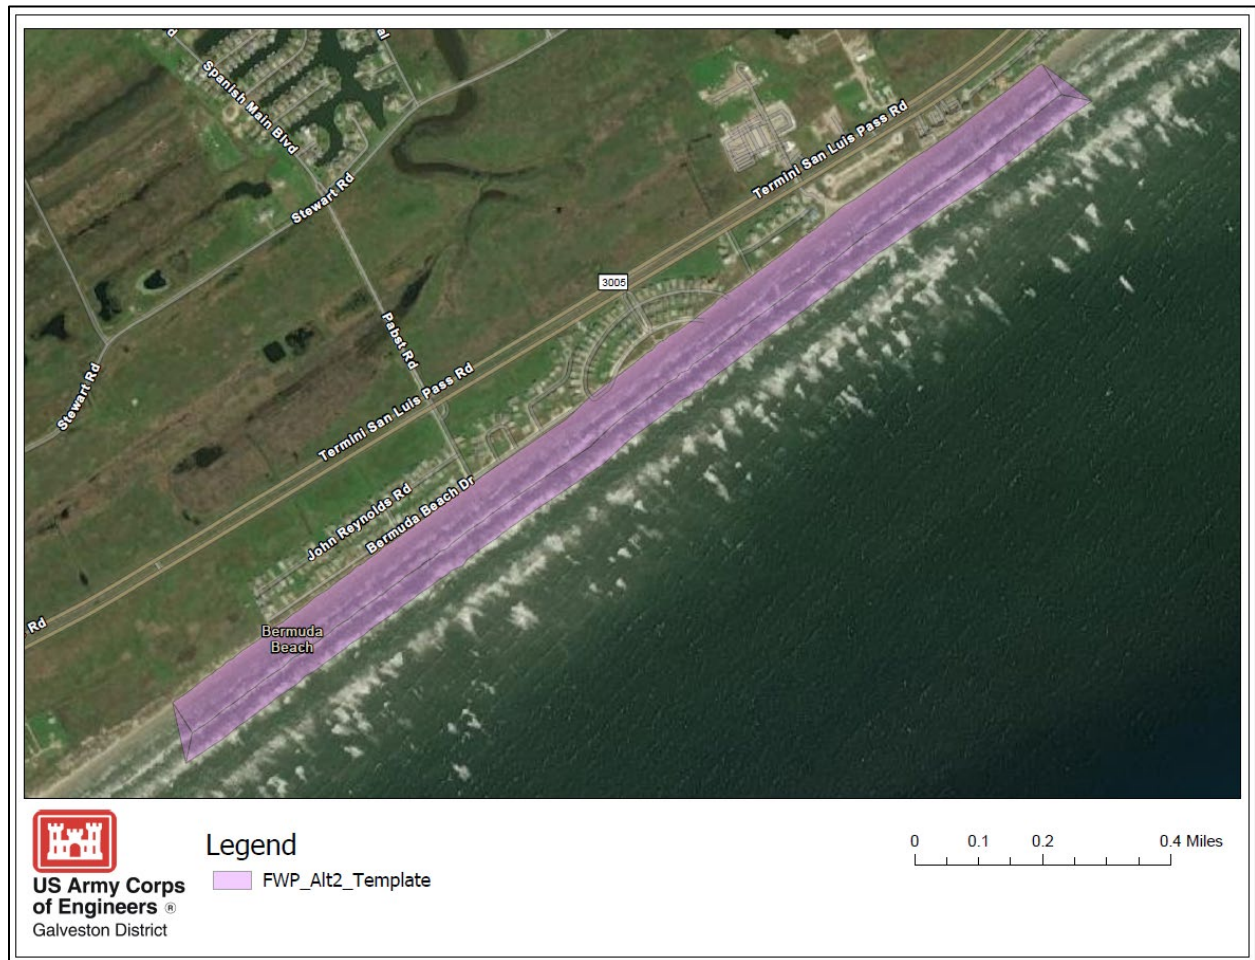 Spanish Main Blvd
Stewart Rd
Termini San Luis Pass Rd
3005
Pabst Rd
Stewart Rd
Termini San Luis Pass Rd
John Reynolds Rd
Bermuda Beach Dr
Rd
Bermuda
Beach
US Army Corps
of Engineers ®
Galveston District
Legend
FWP_Alt2_Template
0 0.1 0.2 0.4 Miles